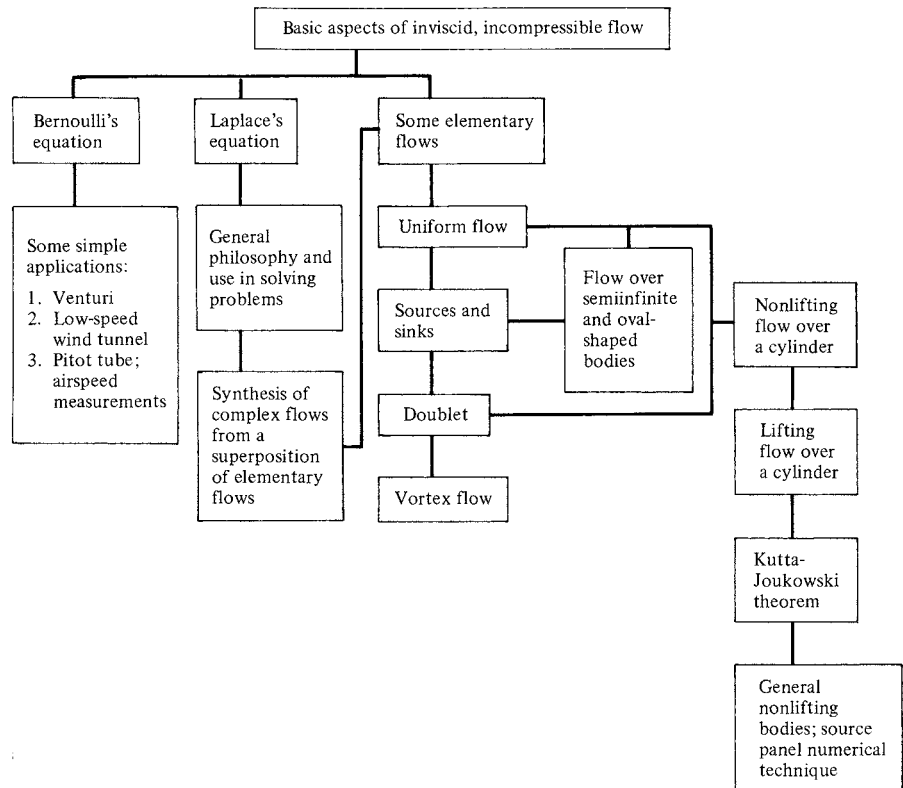 Basic aspects of inviscid, incompressible flow
Bernoulli's
equation
Laplace's
equation
Some elementary
flows
Some simple
applications:
1. Venturi
2. Low-speed
wind tunnel
3. Pitot tube;
airspeed
measurements
General
philosophy and
use in solving
problems
Synthesis of
complex flows
from a
superposition
of elementary
flows
Uniform flow
Sources and
sinks
Doublet
Vortex flow
Flow over
semiinfinite
and oval-
shaped
bodies
Nonlifting
flow over
a cylinder
Lifting
flow over
a cylinder
Kutta-
Joukowski
theorem
General
nonlifting
bodies; source
panel numerical
technique